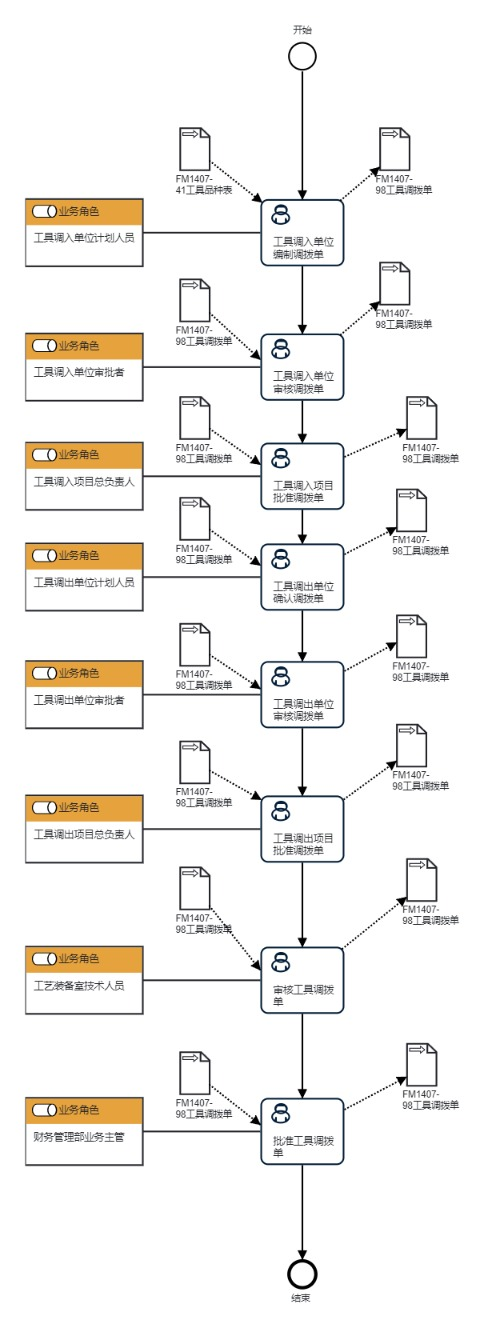 开始
FM1407-
41工具品种表
FM1407-
98工具调拨单
业务角色
工具调入单位计划人员
工具调入单位
编制调拨单
FM1407-
98工具调拨单
FM1407-
98工具调拨单
业务角色
工具调入单位审批者
工具调入单位
审核调拨单
FM1407-
98工具调拨单
FM1407-
98工具调拨单
业务角色
工具调入项目总负责人
工具调入项目
批准调拨单
FM1407-
98工具调拨单
FM1407-
98工具调拨单
业务角色
工具调出单位计划人员
工具调出单位
确认调拨单
FM1407-
98工具调拨单
FM1407-
98工具调拨单
业务角色
工具调出单位审批者
工具调出单位
审核调拨单
FM1407-
98工具调拨单
FM1407-
98工具调拨单
业务角色
工具调出项目总负责人
工具调出项目
批准调拨单
FM1407-
98工具调拨单
FM1407-
98工具调拨单
业务角色
工艺装备室技术人员
审核工具调拨
单
FM1407-
98工具调拨单
FM1407-
98工具调拨单
业务角色
财务管理部业务主管
批准工具调拨
单
结束